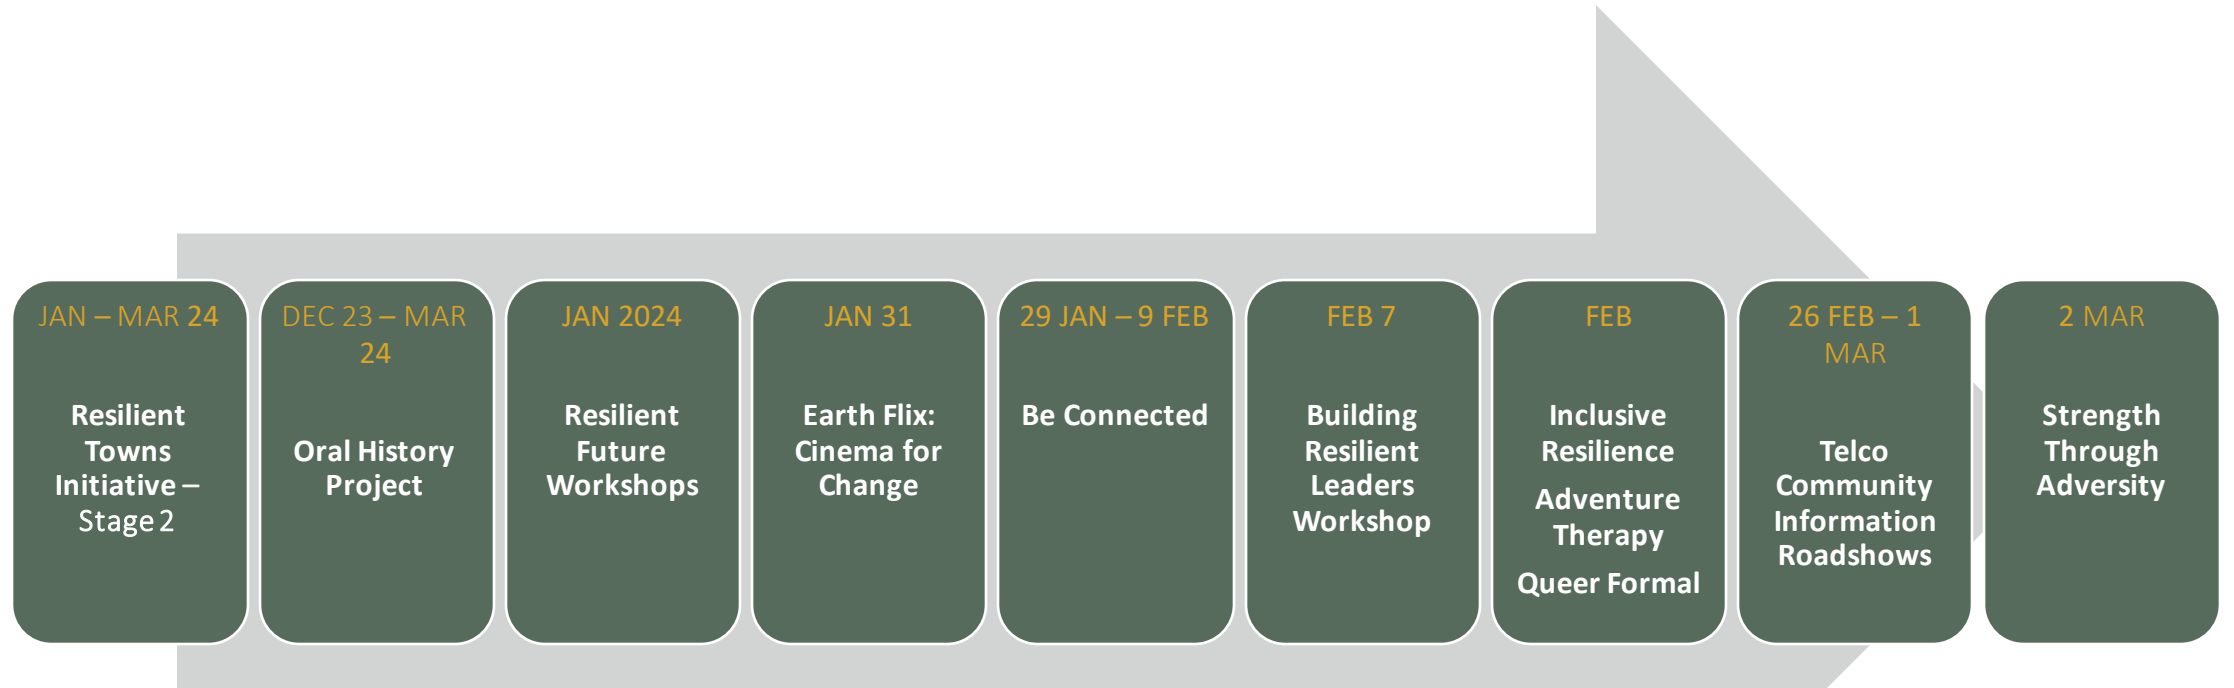 JAN – MAR 24
Resilient
Towns
Initiative –
Stage 2
DEC 23 – MAR
24
Oral History
Project
JAN 2024
Resilient
Future
Workshops
JAN 31
Earth Flix:
Cinema for
Change
29 JAN – 9 FEB
Be Connected
FEB 7
Building
Resilient
Leaders
Workshop
FEB
Inclusive
Resilience
Adventure
Therapy
Queer Formal
26 FEB – 1
MAR
Telco
Community
Information
Roadshows
2 MAR
Strength
Through
Adversity